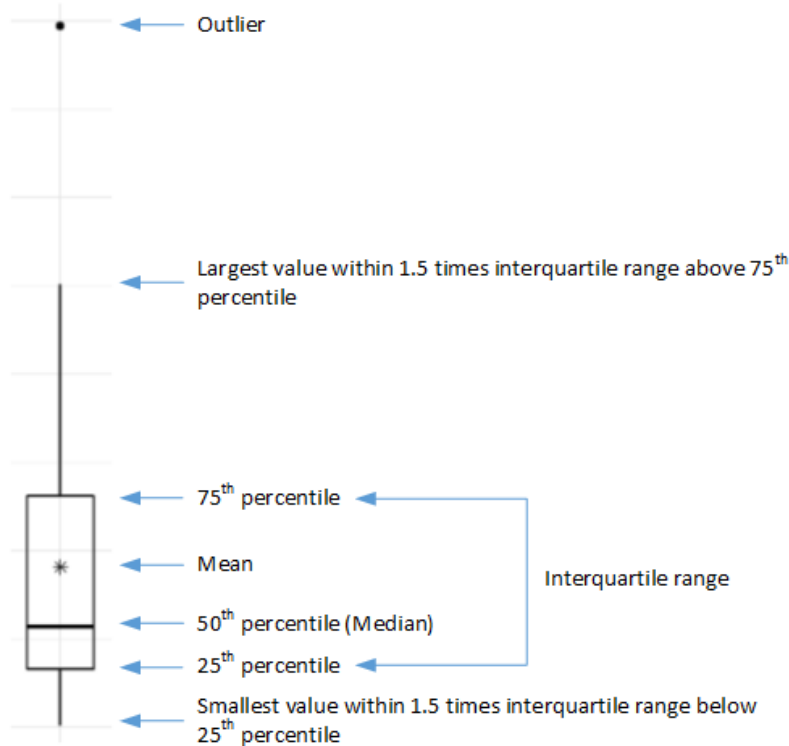 Outlier
Largest value within 1.5 times interquartile range above 75th
percentile
75th percentile
Mean
Interquartile range
50th percentile (Median)
25th percentile
Smallest value within 1.5 times interquartile range below
25th percentile